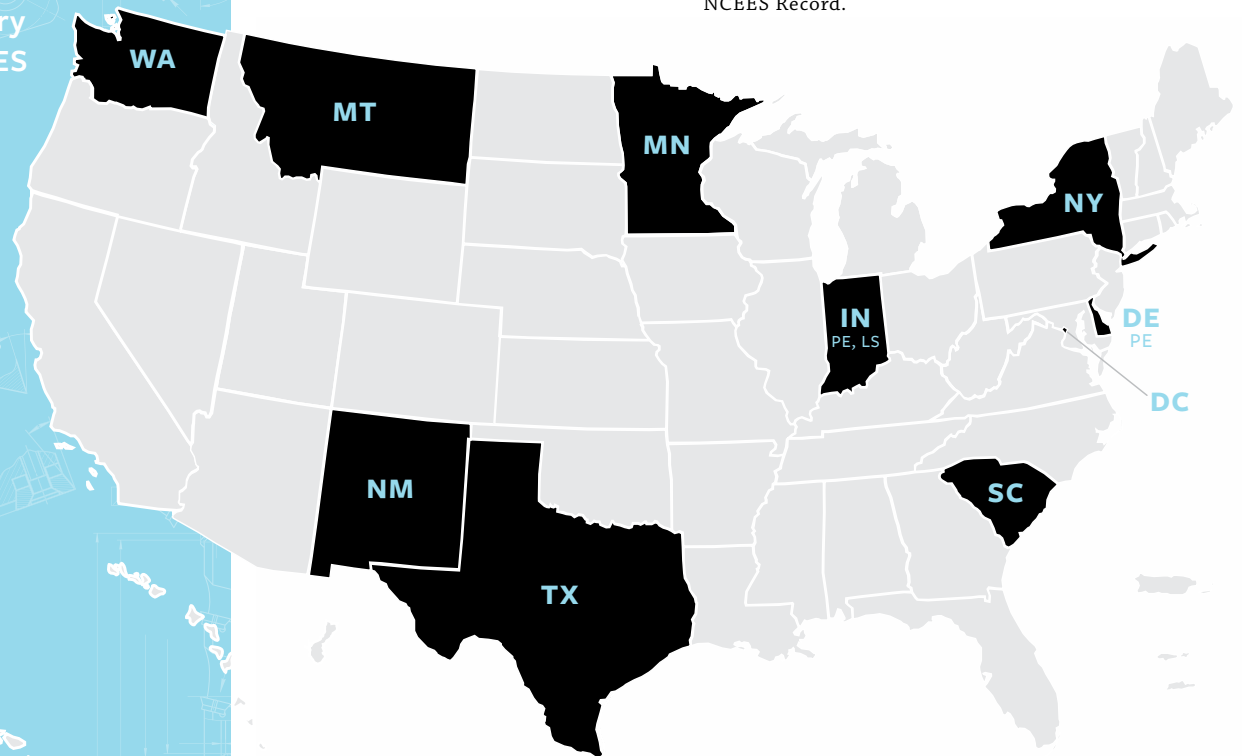 NCEES Record.
ry
ES
WA
MT
MN
NY
IN
PE, LS
DE
PE
DC
NM
SC
TX